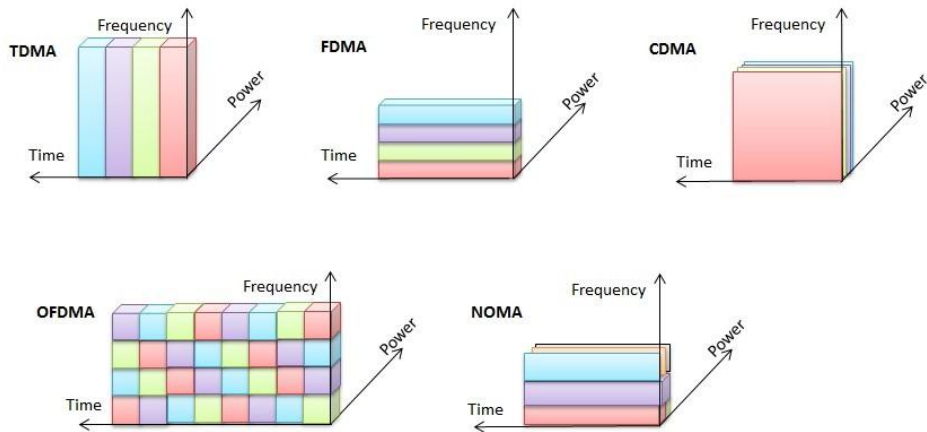 TDMA
Frequency
Power
Time
FDMA
Frequency
Power
Time
CDMA
Frequency
Power
Time
OFDMA
Frequency
Power
Time
NOMA
Frequency
Power
Time